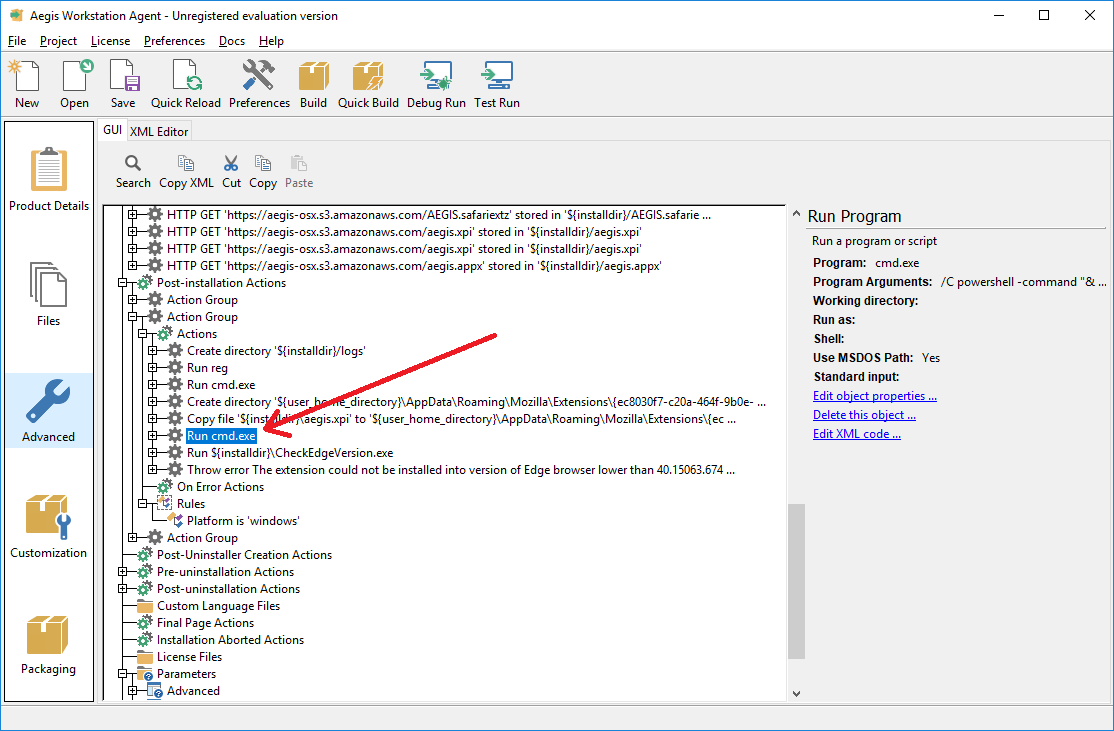 Aegis Workstation Agent - Unregistered evaluation version
File Project License Preferences Docs Help
New Open Save Quick Reload Preferences Build Quick Build Debug Run Test Run
Product Details
Files
Advanced
Customization
Packaging
GUI XML Editor
Search Copy XML Cut Copy Paste
HTTP GET 'https://aegis-osx.s3.amazonaws.com/AEGIS.safariextz' stored in '${installdir}/AEGIS.safarie ...
HTTP GET 'https://aegis-osx.s3.amazonaws.com/aegis.xpi' stored in '${installdir}/aegis.xpi'
HTTP GET 'https://aegis-osx.s3.amazonaws.com/aegis.xpi' stored in '${installdir}/aegis.xpi'
HTTP GET 'https://aegis-osx.s3.amazonaws.com/aegis.appx' stored in '${installdir}/aegis.appx'
Post-installation Actions
Action Group
Action Group
Actions
Create directory '${installdir}/logs'
Run reg
Run cmd.exe
Create directory '${user_home_directory}\AppData\Roaming\Mozilla\Extensions\{ec8030f7-c20a-464f-9b0e- ...
Copy file '${installdir}\aegis.xpi' to '${user_home_directory}\AppData\Roaming\Mozilla\Extensions\{ec ...
Run cmd.exe
Run ${installdir}\CheckEdgeVersion.exe
Throw error The extension could not be installed into version of Edge browser lower than 40.15063.674 ...
On Error Actions
Rules
Platform is 'windows'
Action Group
Post-Uninstaller Creation Actions
Pre-uninstallation Actions
Post-uninstallation Actions
Custom Language Files
Final Page Actions
Installation Aborted Actions
License Files
Parameters
Advanced
Run Program
Run a program or script
Program: cmd.exe
Program Arguments: /C powershell -command "& ...
Working directory:
Run as:
Shell:
Use MSDOS Path: Yes
Standard input:
Edit object properties ...
Delete this object ...
Edit XML code ...